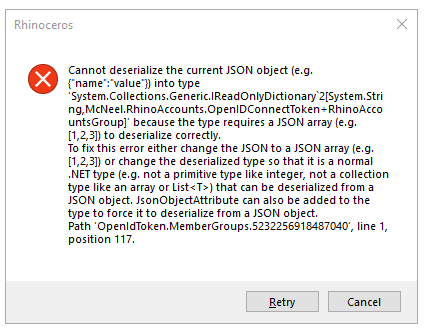 Rhinoceros
Cannot deserialize the current JSON object (e.g.
{"name":"value"}) into type
'System.Collections.Generic.IReadOnlyDictionary`2[System.Stri
ng,McNeel.RhinoAccounts.OpenIDConnectToken+RhinoAcco
untsGroup]' because the type requires a JSON array (e.g.
[1,2,3]) to deserialize correctly.
To fix this error either change the JSON to a JSON array (e.g.
[1,2,3]) or change the deserialized type so that it is a normal
.NET type (e.g. not a primitive type like integer, not a collection
type like an array or List<T>) that can be deserialized from a
JSON object. JsonObjectAttribute can also be added to the
type to force it to deserialize from a JSON object.
Path 'OpenIdToken.MemberGroups.5232256918487040', line 1,
position 117.
Retry Cancel